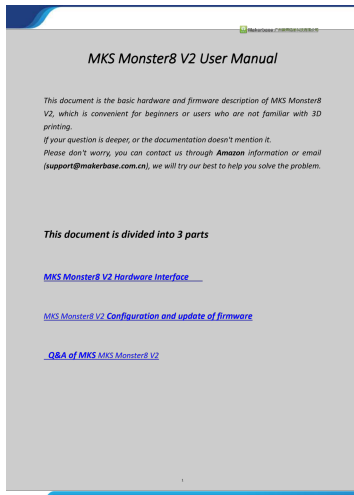 Makerbase
MKS Monster8 V2 User Manual
This document is the basic hardware and firmware description of MKS Monster8
V2, which is convenient for beginners or users who are not familiar with 3D
printing.
If your question is deeper, or the documentation doesn't mention it.
Please don't worry, you can contact us through Amazon information or email
(support@makerbase.com.cn), we will try our best to help you solve the problem.
This document is divided into 3 parts
MKS Monster8 V2 Hardware Interface
MKS Monster8 V2 Configuration and update of firmware
Q&A of MKS MKS Monster8 V2
1